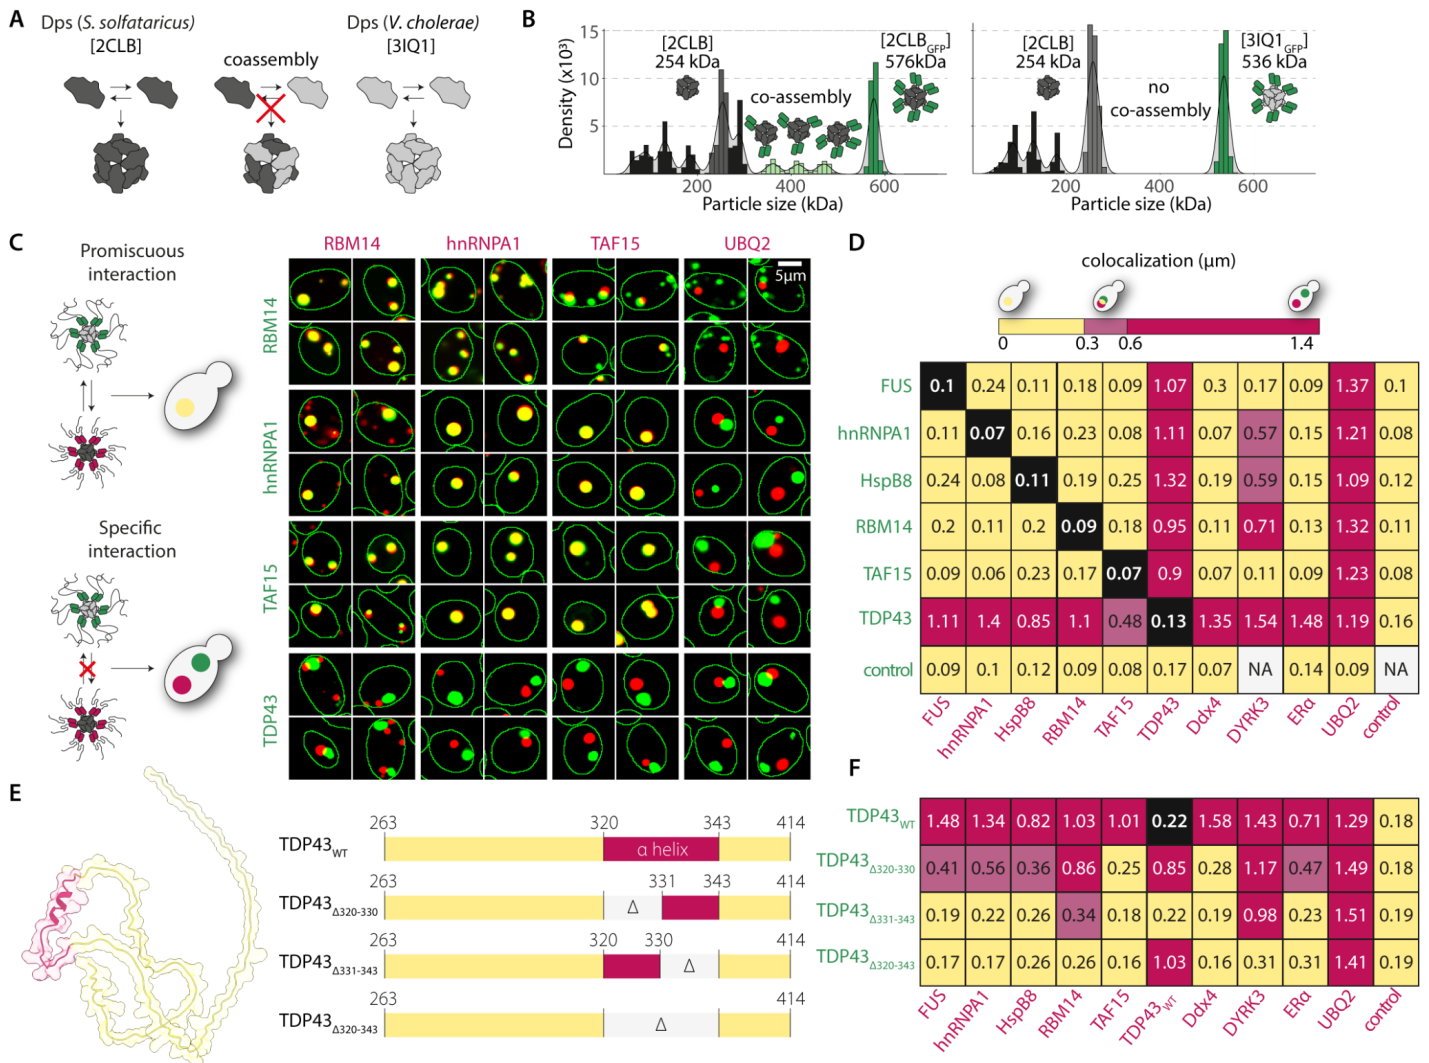 A
Dps (S. solfataricus)
[2CLB]
coassembly
Dps (V. cholerae)
[3IQ1]
B
Density (x10³)
15
10
5
[2CLB]
254 kDa
co-assembly
[2CLBGFP]
576kDa
200
400
600
Particle size (kDa)
[2CLB]
254 kDa
no
co-assembly
[3IQ1GFP]
536 kDa
200
400
600
Particle size (kDa)
C
Promiscuous
interaction
Specific
interaction
RBM14 hnRNPA1 TAF15 UBQ2
5µm
RBM14
hnRNPA1
TAF15
TDP43
D
colocalization (µm)
0 0.3 0.6 1.4
FUS 0.1 0.24 0.11 0.18 0.09 1.07 0.3 0.17 0.09 1.37 0.1
hnRNPA1 0.11 0.07 0.16 0.23 0.08 1.11 0.07 0.57 0.15 1.21 0.08
HspB8 0.24 0.08 0.11 0.19 0.25 1.32 0.19 0.59 0.15 1.09 0.12
RBM14 0.2 0.11 0.2 0.09 0.18 0.95 0.11 0.71 0.13 1.32 0.11
TAF15 0.09 0.06 0.23 0.17 0.07 0.9 0.07 0.11 0.09 1.23 0.08
TDP43 1.11 1.4 0.85 1.1 0.48 0.13 1.35 1.54 1.48 1.19 0.16
control 0.09 0.1 0.12 0.09 0.08 0.17 0.07 NA 0.14 0.09 NA
FUS hnRNPA1 HspB8 RBM14 TAF15 TDP43 Ddx4 DYRK3 ERα UBQ2 control
E
263 320 343 414
TDP43WT
α helix
263 331 343 414
TDP43Δ320-330
Δ
263 320 330 414
TDP43Δ331-343
Δ
263 414
TDP43Δ320-343
Δ
F
TDP43WT 1.48 1.34 0.82 1.03 1.01 0.22 1.58 1.43 0.71 1.29 0.18
TDP43Δ320-330 0.41 0.56 0.36 0.86 0.25 0.85 0.28 1.17 0.47 1.49 0.18
TDP43Δ331-343 0.19 0.22 0.26 0.34 0.18 0.22 0.19 0.98 0.23 1.51 0.19
TDP43Δ320-343 0.17 0.17 0.26 0.26 0.16 1.03 0.16 0.31 0.31 1.41 0.19
FUS hnRNPA1 HspB8 RBM14 TAF15 TDP43WT Ddx4 DYRK3 ERα UBQ2 control